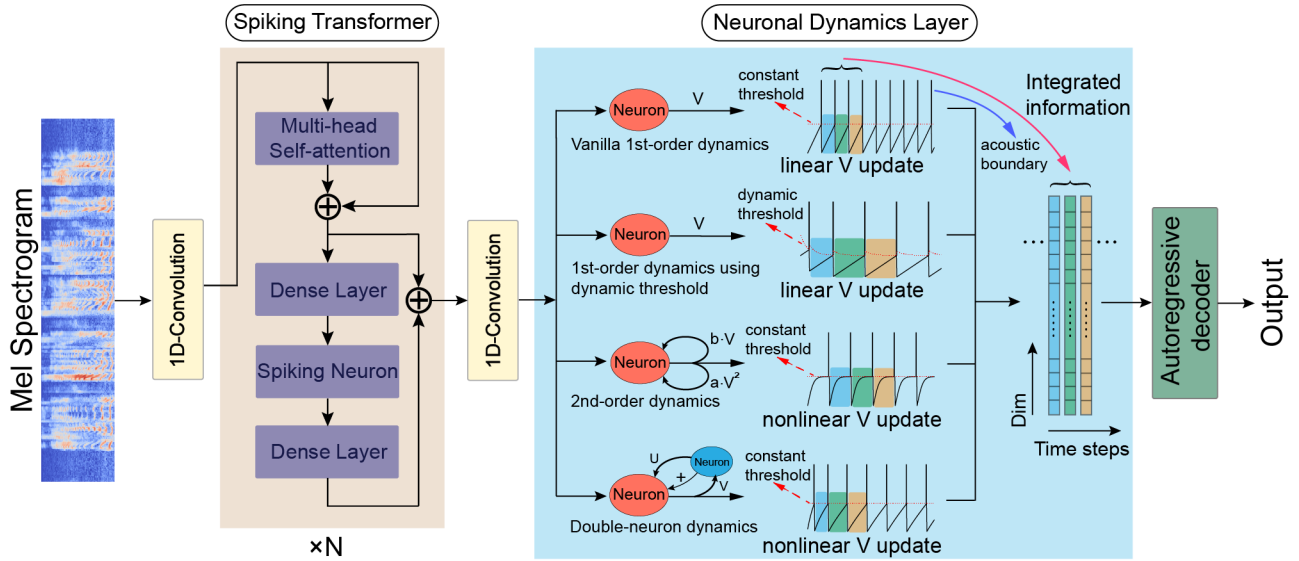 Spiking Transformer
Neuronal Dynamics Layer
Mel Spectrogram
1D-Convolution
Multi-head
Self-attention
Dense Layer
Spiking Neuron
Dense Layer
×N
1D-Convolution
Neuron
V
Vanilla 1st-order dynamics
constant
threshold
linear V update
Neuron
V
1st-order dynamics using
dynamic threshold
dynamic
threshold
linear V update
Neuron
b·V
a·V²
2nd-order dynamics
constant
threshold
nonlinear V update
Neuron
U
+
V
Neuron
Double-neuron dynamics
constant
threshold
nonlinear V update
Integrated
information
acoustic
boundary
Dim
Time steps
Autoregressive
decoder
Output